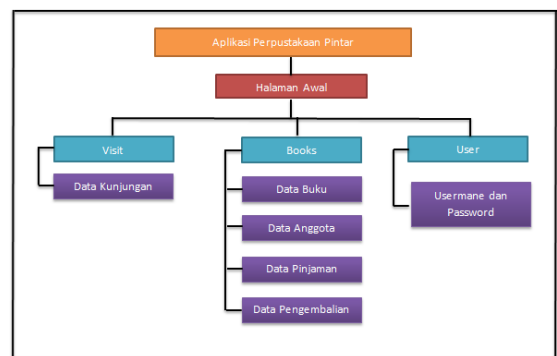 Aplikasi Perpustakaan Pintar
Halaman Awal
Visit
Data Kunjungan
Books
Data Buku
Data Anggota
Data Pinjaman
Data Pengembalian
User
Usermane dan
Password